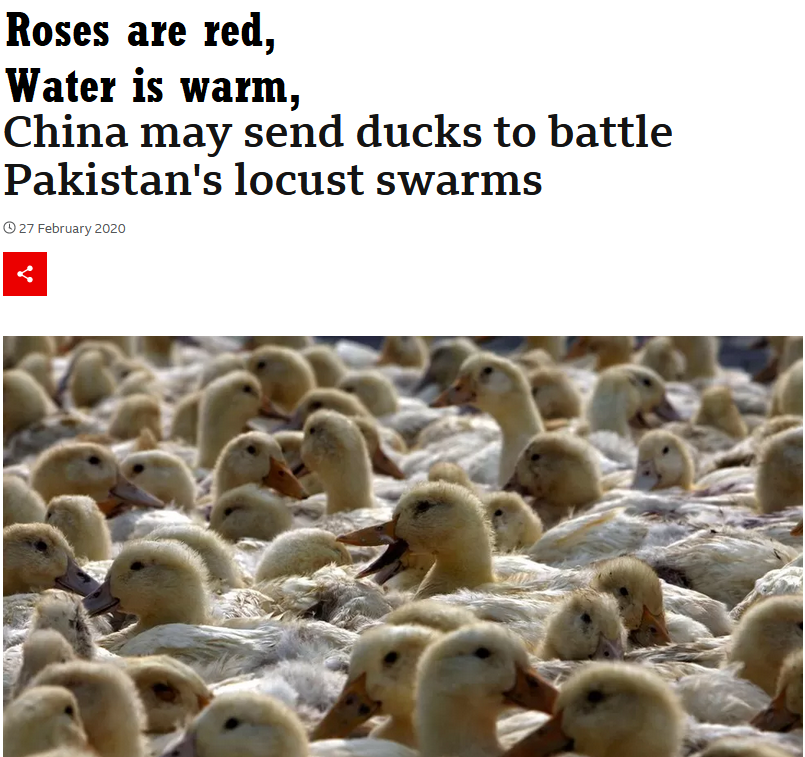 Roses are red,
Water is warm,
China may send ducks to battle
Pakistan's locust swarms
27 February 2020